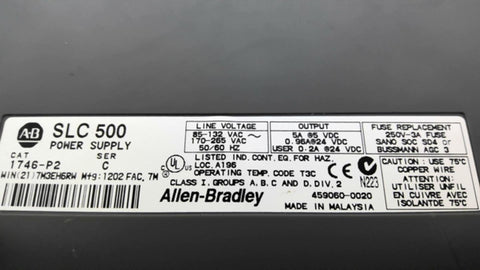 AB SLC 500
POWER SUPPLY
CAT SER
1746-P2 C
WIN(21)7M3EH6RW Mfg:1202 FAC, 7M
LINE VOLTAGE
85-132 VAC
170-265 VAC
50/60 HZ
OUTPUT
5A @5 VDC
0.96A@24 VDC
USER 0.2A @24 VDC
FUSE REPLACEMENT
250V-3A FUSE
SANO SOC SD4 or
BUSSMANN AGC 3
LISTED IND. CONT. EQ. FOR HAZ.
LOC. A196
OPERATING TEMP. CODE T3C
CLASS I, GROUPS A, B, C AND D, DIV. 2
UL
CE
N223
Allen-Bradley
459060-0020
MADE IN MALAYSIA
CAUTION: USE 75°C
COPPER WIRE
ATTENTION:
UTILISER UNFIL
EN CUIVRE AVEC
ISOLANTDE 75°C